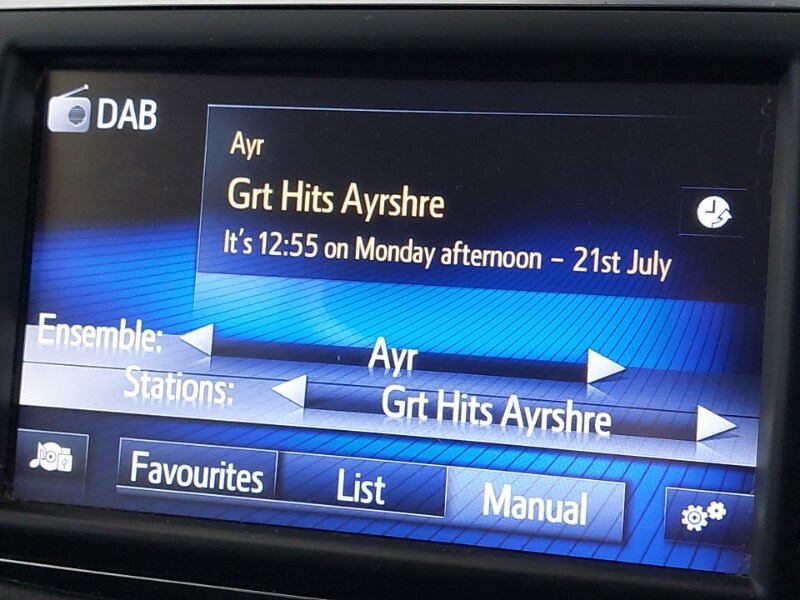 DAB
Ayr
Grt Hits Ayrshre
It's 12:55 on Monday afternoon – 21st July
Ensemble:
Ayr
Stations:
Grt Hits Ayrshre
Favourites
List
Manual